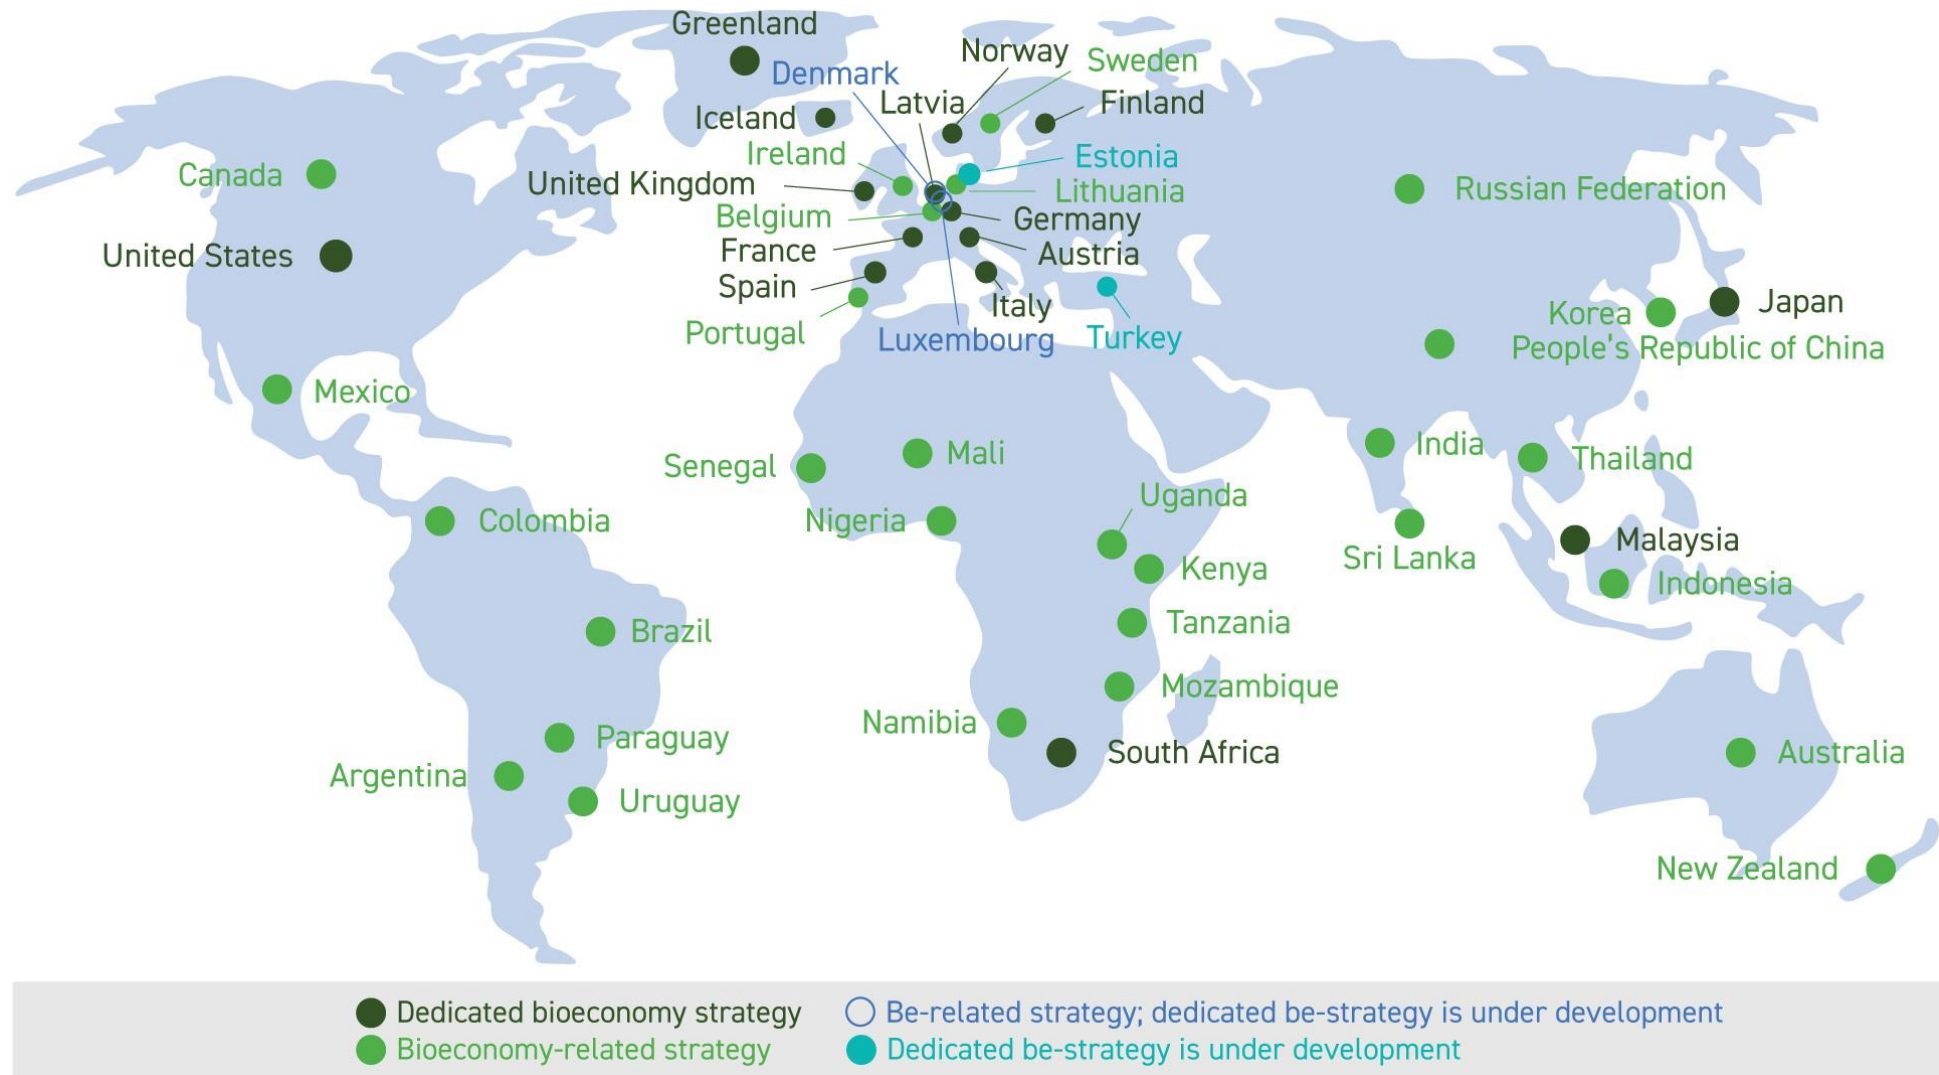 Greenland
Norway
Sweden
Denmark
Latvia
Finland
Iceland
Ireland
Estonia
Canada
United Kingdom
Lithuania
Russian Federation
Belgium
Germany
France
Austria
United States
Spain
Italy
Japan
Korea
Portugal
Luxembourg
Turkey
People's Republic of China
Mexico
India
Mali
Senegal
Thailand
Uganda
Colombia
Nigeria
Malaysia
Sri Lanka
Kenya
Indonesia
Tanzania
Brazil
Mozambique
Namibia
Paraguay
South Africa
Australia
Argentina
Uruguay
New Zealand
Dedicated bioeconomy strategy
Be-related strategy; dedicated be-strategy is under development
Bioeconomy-related strategy
Dedicated be-strategy is under development